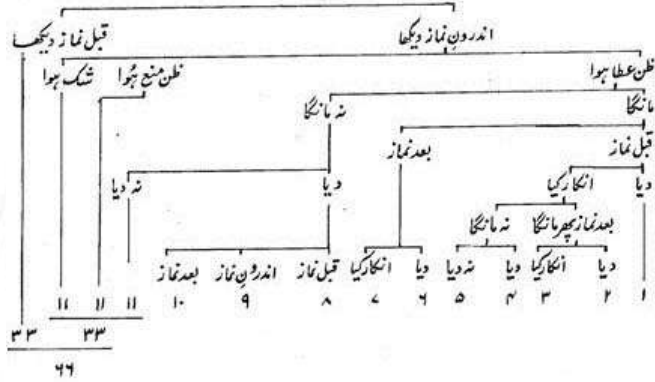 اندرونِ نماز دیکھا قبل نماز دیکھا
ظن عطا ہوا ظن منع ہُوا شک ہوا
مانگا نہ مانگا
قبل نماز بعد نماز
دیا انکار کیا دیا نہ دیا
بعد نماز پھر مانگا نہ مانگا
دیا انکار کیا دیا نہ دیا دیا انکار کیا قبل نماز اندرونِ نماز بعد نماز
۱ ۲ ۳ ۴ ۵ ۶ ۷ ۸ ۹ ۱۰ ۱۱ ۱۱ ۱۱
۳۳ ۳۳
۶۶